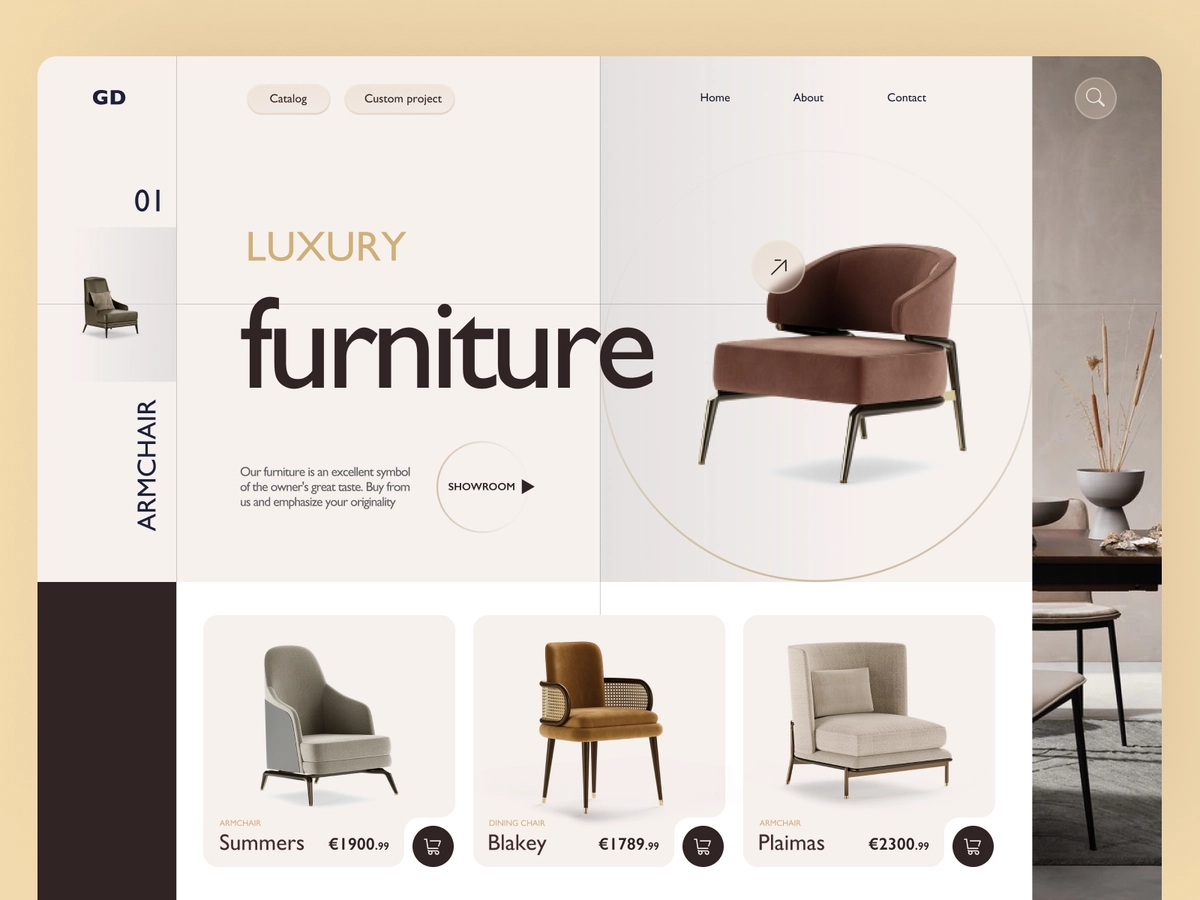 GD
Catalog
Custom project
Home
About
Contact
01
ARMCHAIR
LUXURY
furniture
Our furniture is an excellent symbol
of the owner's great taste. Buy from
us and emphasize your originality
SHOWROOM
ARMCHAIR
Summers
€1900.99
DINING CHAIR
Blakey
€1789.99
ARMCHAIR
Plaimas
€2300.99